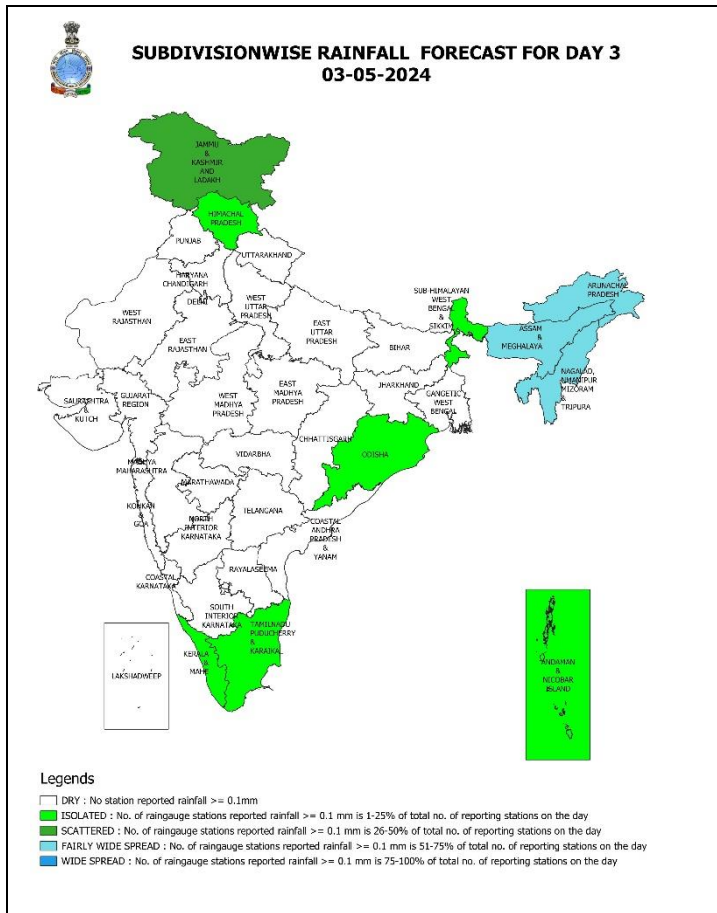 SUBDIVISIONWISE RAINFALL FORECAST FOR DAY 3
03-05-2024
JAMMU
&
KASHMIR
AND
LADAKH
HIMACHAL
PRADESH
PUNJAB
UTTARAKHAND
HARYANA
CHANDIGARH
&
DELHI
WEST
RAJASTHAN
WEST
UTTAR
PRADESH
EAST
UTTAR
PRADESH
EAST
RAJASTHAN
SUB-HIMALAYAN
WEST
BENGAL
&
SIKKIM
ARUNACHAL
PRADESH
ASSAM
&
MEGHALAYA
NAGALAD,
MANIPUR
MIZORAM
&
TRIPURA
BIHAR
JHARKHAND
GANGETIC
WEST
BENGAL
SAURASHTRA
&
KUTCH
GUJARAT
REGION
WEST
MADHYA
PRADESH
EAST
MADHYA
PRADESH
CHHATTISGARH
ODISHA
VIDARBHA
MADHYA
MAHARASHTRA
MARATHAWADA
KONKAN
&
GOA
NORTH
INTERIOR
KARNATAKA
TELANGANA
COASTAL
ANDHRA
PRADESH
&
YANAM
RAYALASEEMA
COASTAL
KARNATAKA
SOUTH
INTERIOR
KARNATAKA
TAMILNADU
PUDUCHERRY
&
KARAIKAL
KERALA
&
MAHE
LAKSHADWEEP
ANDAMAN
&
NICOBAR
ISLAND
Legends
DRY : No station reported rainfall >= 0.1mm
ISOLATED : No. of raingauge stations reported rainfall >= 0.1 mm is 1-25% of total no. of reporting stations on the day
SCATTERED : No. of raingauge stations reported rainfall >= 0.1 mm is 26-50% of total no. of reporting stations on the day
FAIRLY WIDE SPREAD : No. of raingauge stations reported rainfall >= 0.1 mm is 51-75% of total no. of reporting stations on the day
WIDE SPREAD : No. of raingauge stations reported rainfall >= 0.1 mm is 75-100% of total no. of reporting stations on the day